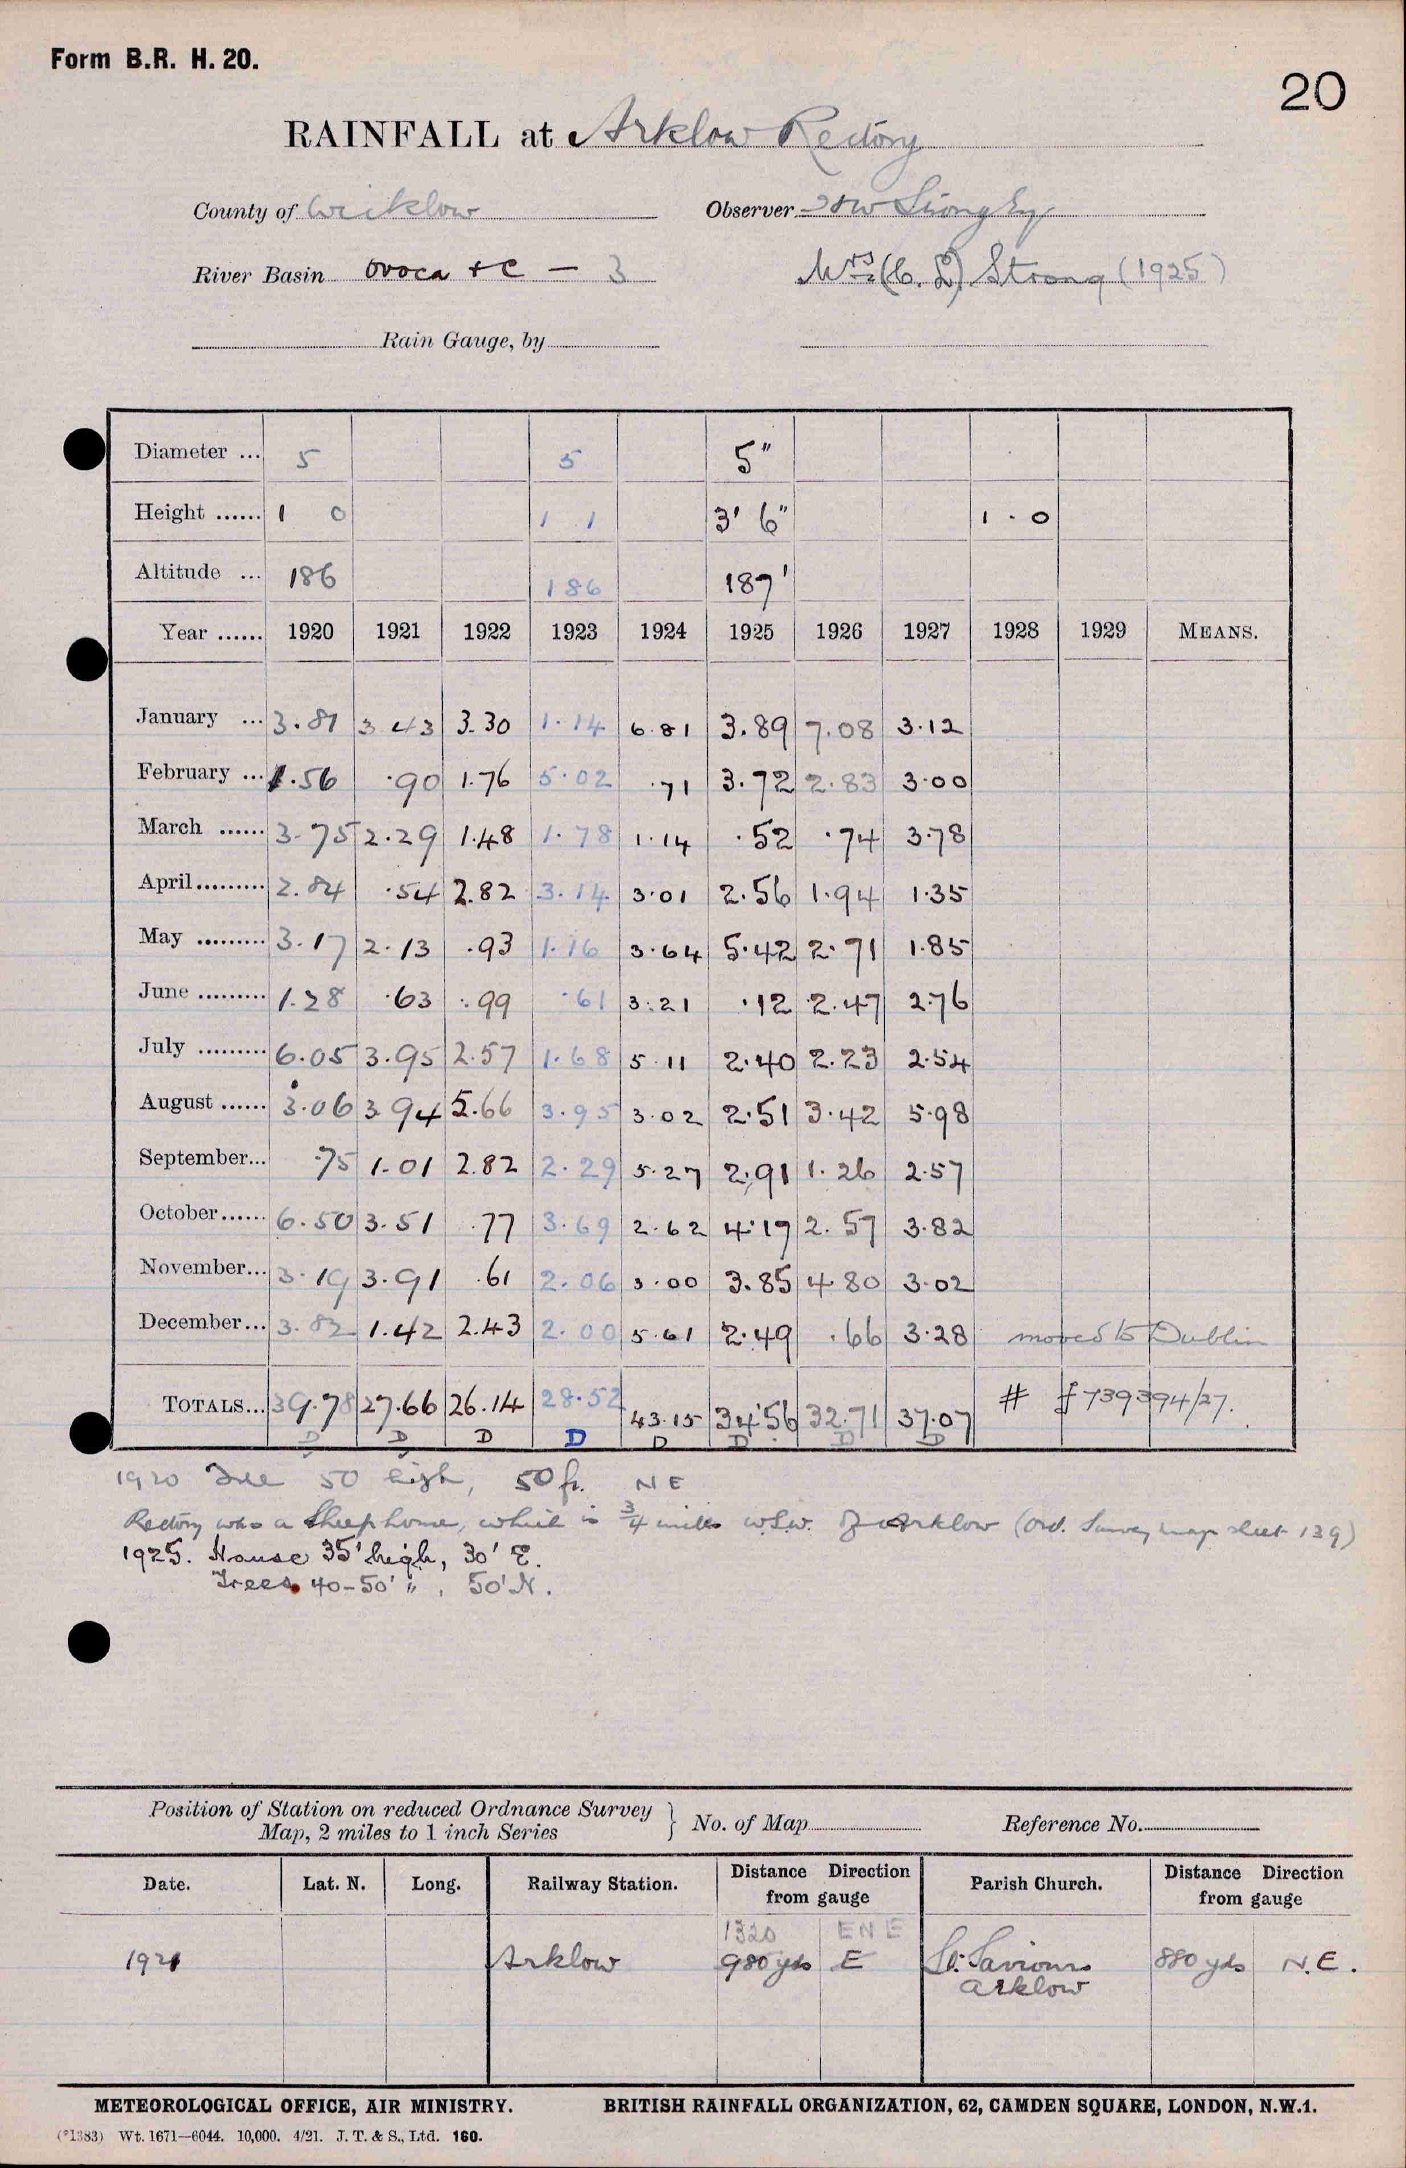 Form B.R. H. 20.
20
RAINFALL at Arklow Rectory
County of Wicklow Observer Strong Esq
River Basin Ovoca + C — 3 Mrs (C. L.) Strong (1925)
Rain Gauge, by
Diameter ... 5 5 5"
Height ...... 1 0 1 1 3' 6" 1 - 0
Altitude ... 186 186 187'
Year ...... 1920 1921 1922 1923 1924 1925 1926 1927 1928 1929 MEANS.
January ... 3.81 3.43 3.30 1.14 6.81 3.89 7.08 3.12
February ... 1.56 .90 1.76 5.02 .71 3.72 2.83 3.00
March ...... 3.75 2.29 1.48 1.78 1.14 .52 .74 3.78
April ......... 2.84 .54 2.82 3.14 3.01 2.56 1.94 1.35
May ......... 3.17 2.13 .93 1.16 3.64 5.42 2.71 1.85
June ......... 1.28 .63 .99 .61 3.21 .12 2.47 2.76
July ......... 6.05 3.95 2.57 1.68 5.11 2.40 2.23 2.54
August ...... 3.06 3.94 5.66 3.95 3.02 2.51 3.42 5.98
September... .75 1.01 2.82 2.29 5.27 2.91 1.26 2.57
October...... 6.50 3.51 .77 3.69 2.62 4.19 2.57 3.82
November... 3.19 3.91 .61 2.06 3.00 3.85 4.80 3.02
December... 3.82 1.42 2.43 2.00 5.61 2.49 .66 3.28 moved to Dublin
TOTALS... 39.78 27.66 26.14 28.52 43.15 34.56 32.71 37.07 # £739394/27.
D D D D D D D D
1920 Tree 50 high, 50 ft. N E
Rectory was a Sheephouse, which is 3/4 miles W.S.W. of Arklow (Ord. Survey map sheet 139)
1925. House 35' high, 30' E.
Trees 40-50' " , 50' N.
Position of Station on reduced Ordnance Survey
Map, 2 miles to 1 inch Series } No. of Map Reference No.
Date. Lat. N. Long. Railway Station. Distance Direction from gauge Parish Church. Distance Direction from gauge
1320 ENE
1921 Arklow 980 yds E St. Saviours 880 yds N.E.
Arklow
METEOROLOGICAL OFFICE, AIR MINISTRY. BRITISH RAINFALL ORGANIZATION, 62, CAMDEN SQUARE, LONDON, N.W.1.
(*1383) Wt. 1671—6044. 10,000. 4/21. J. T. & S., Ltd. 160.